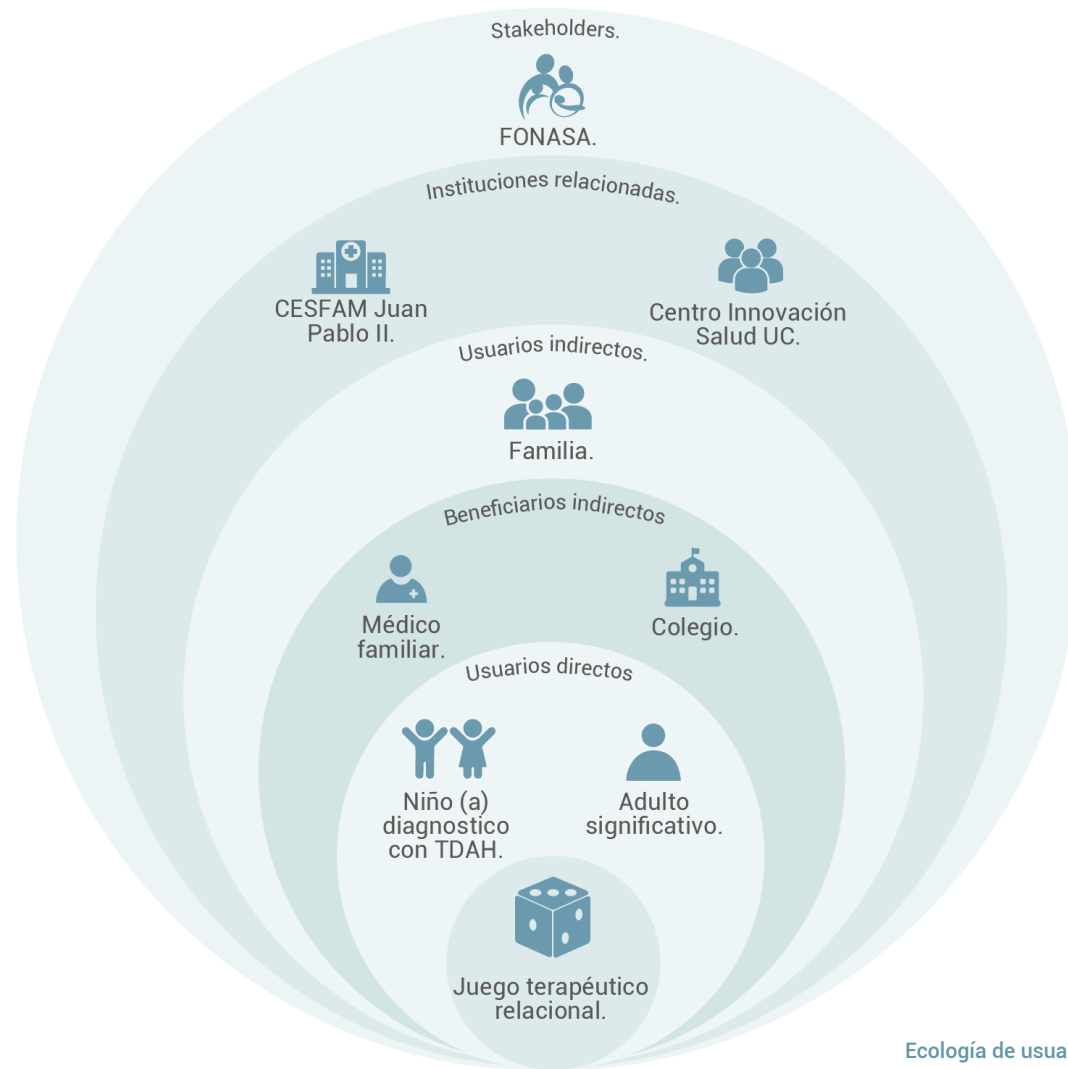 Stakeholders.
FONASA.
Instituciones relacionadas.
CESFAM Juan
Pablo II.
Centro Innovación
Salud UC.
Usuarios indirectos.
Familia.
Beneficiarios indirectos
Médico
familiar.
Colegio.
Usuarios directos
Niño (a)
diagnostico
con TDAH.
Adulto
significativo.
Juego terapéutico
relacional.
Ecología de usua